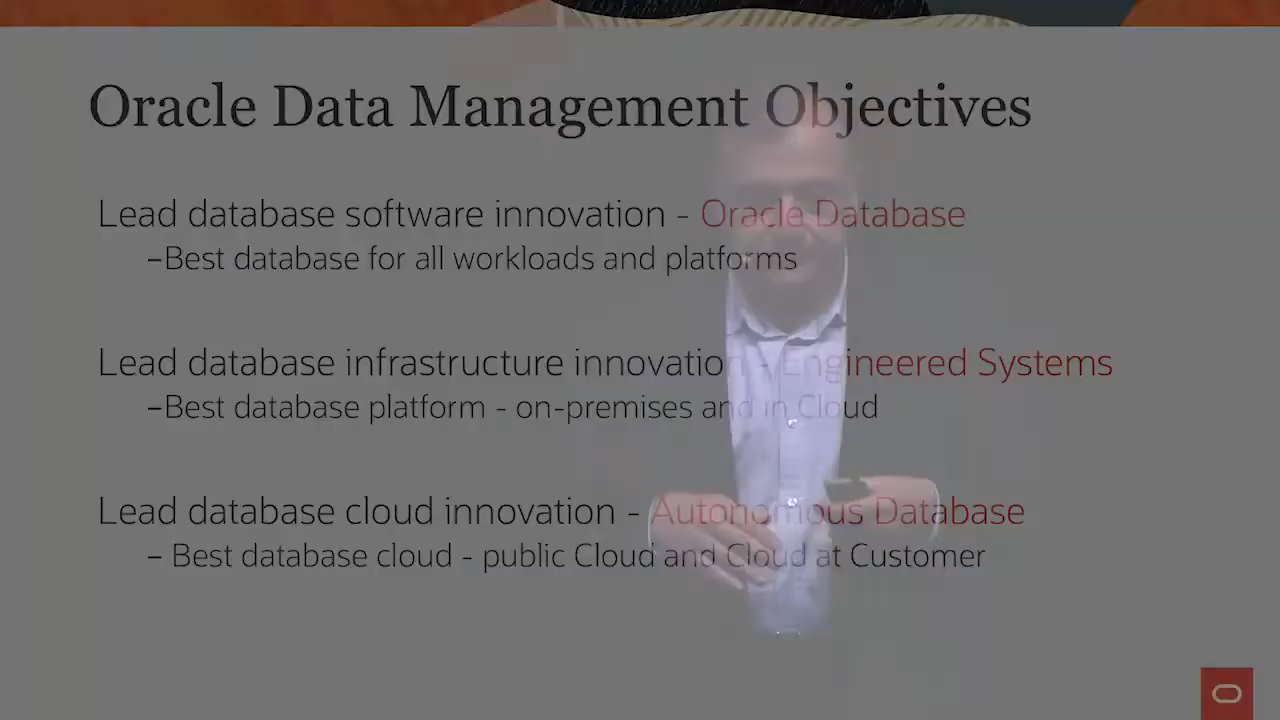 Oracle Data Management Objectives
Lead database software innovation - Oracle Database
–Best database for all workloads and platforms
Lead database infrastructure innovation - Engineered Systems
–Best database platform - on-premises and in Cloud
Lead database cloud innovation - Autonomous Database
– Best database cloud - public Cloud and Cloud at Customer